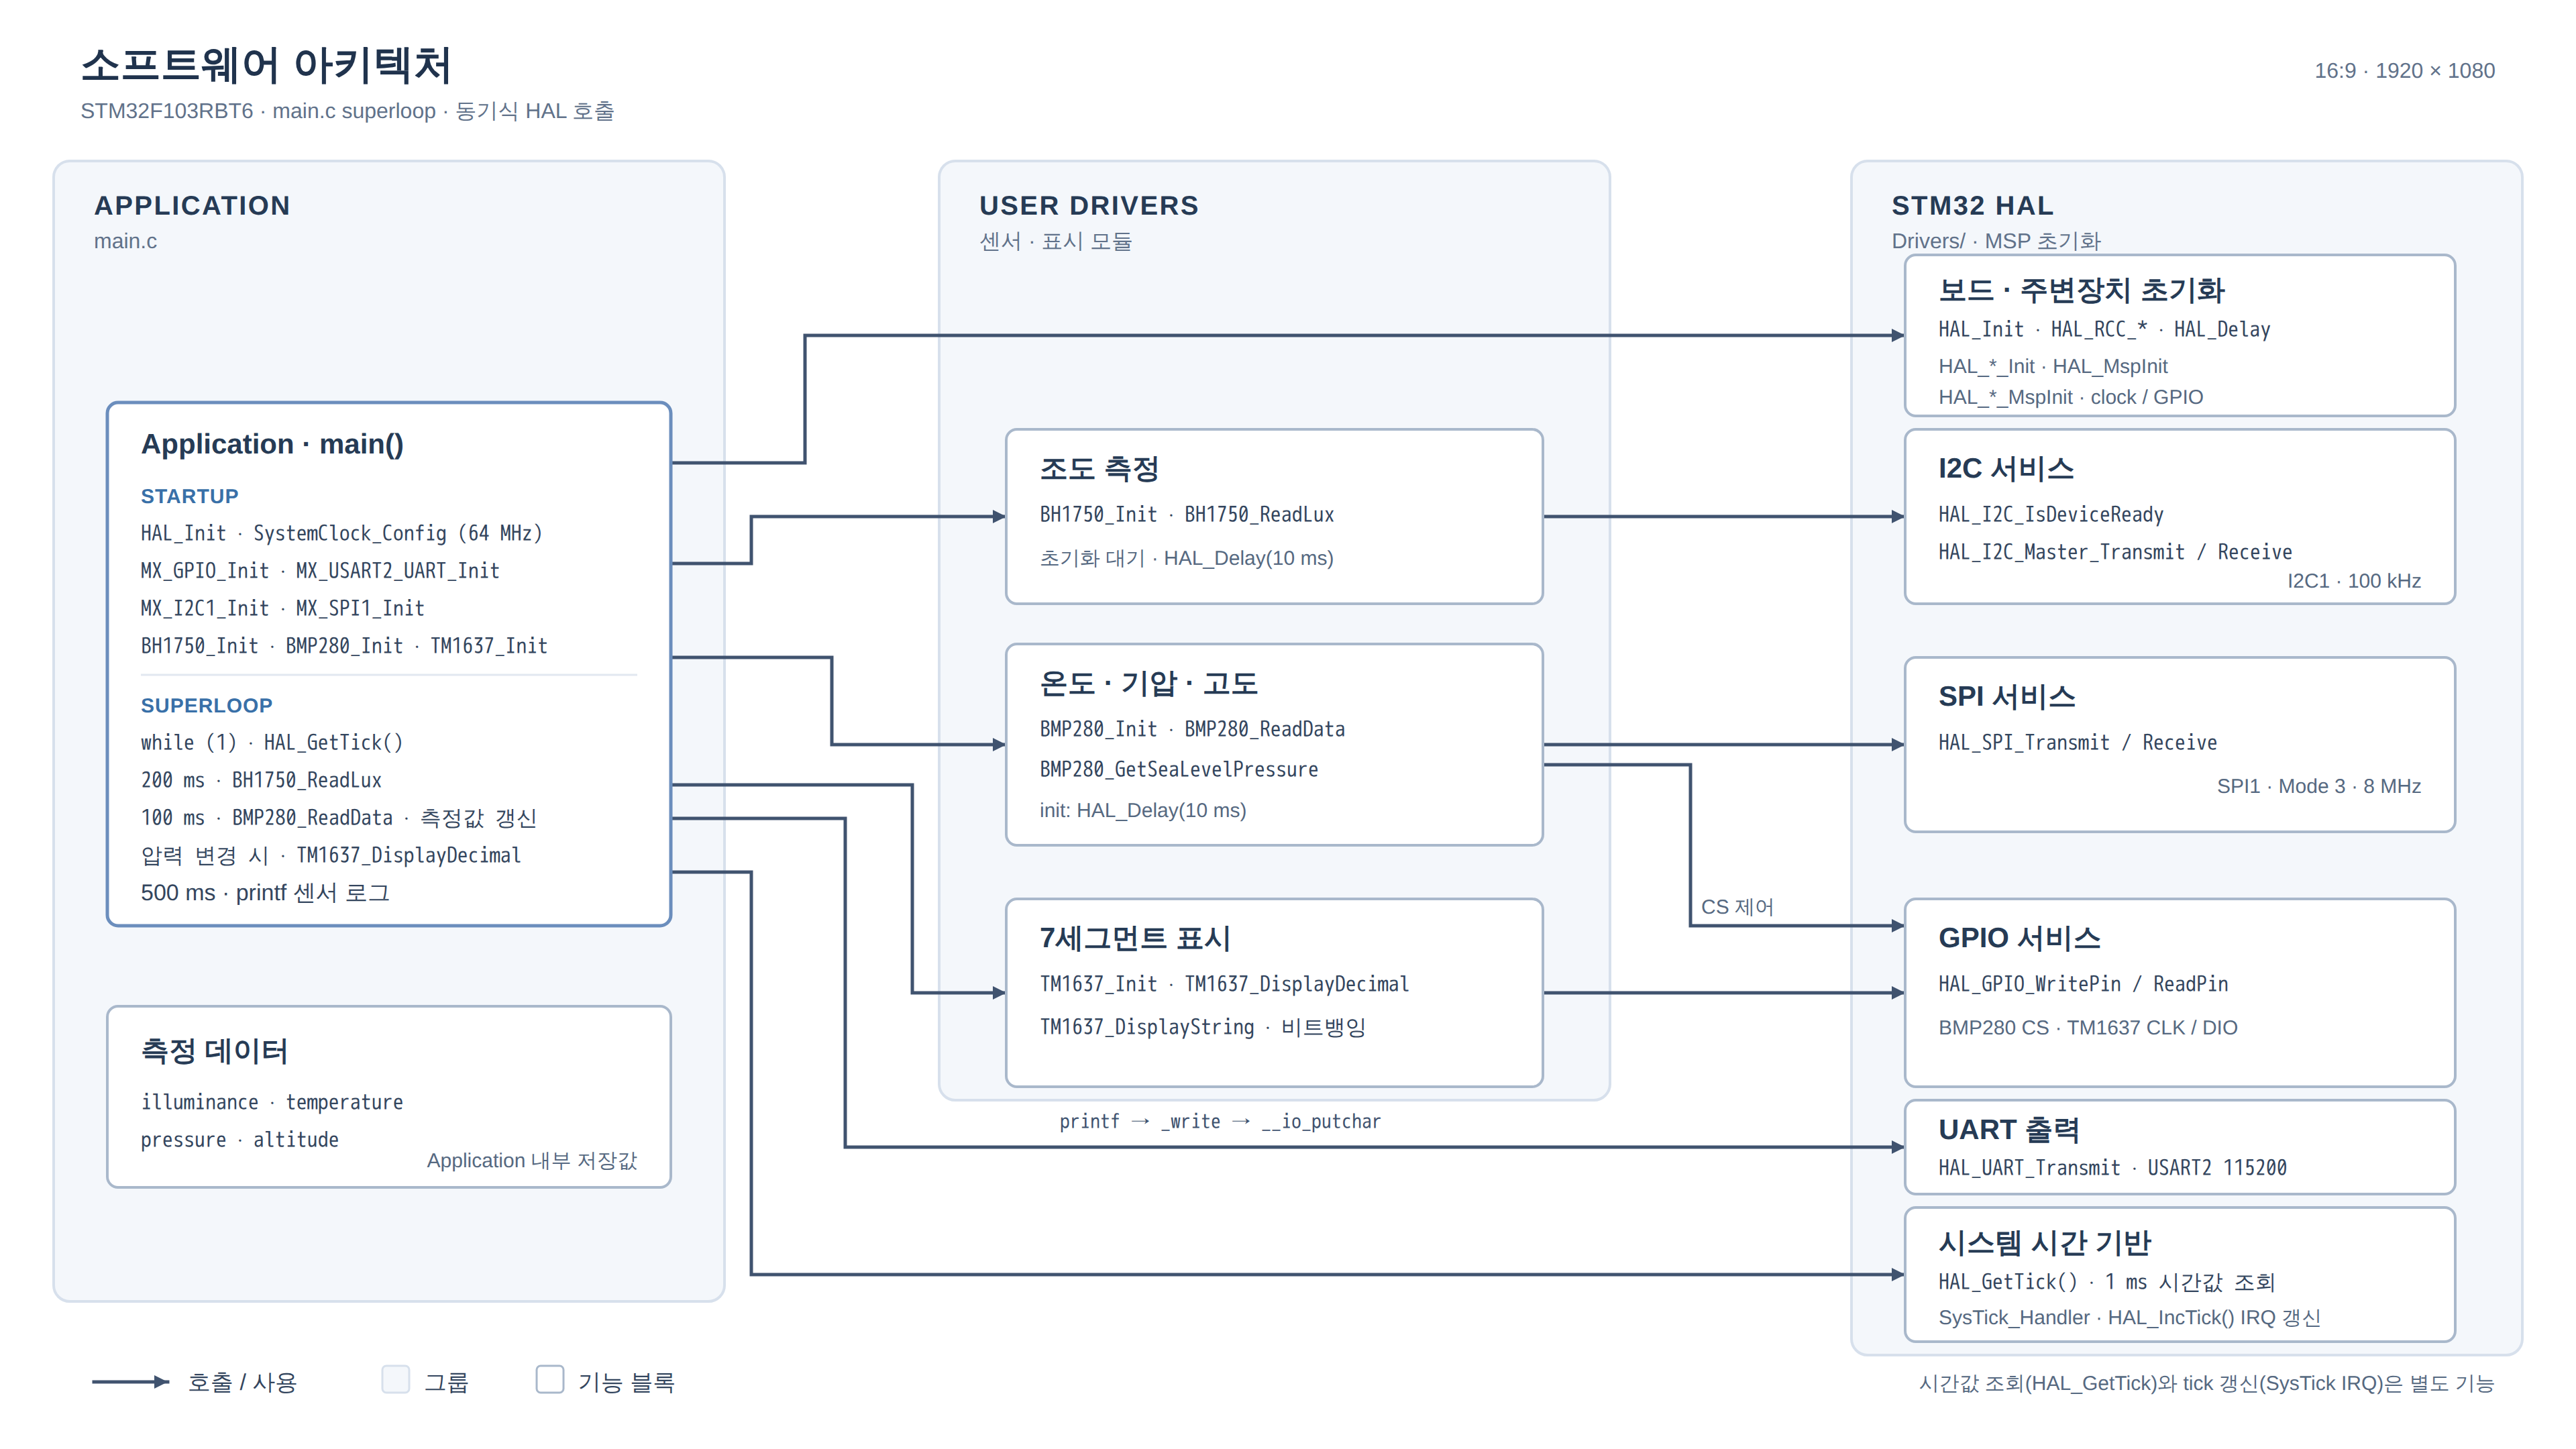 소프트웨어 아키텍처
16:9 · 1920 × 1080
STM32F103RBT6 · main.c superloop · 동기식 HAL 호출
APPLICATION
main.c
Application · main()
STARTUP
HAL_Init · SystemClock_Config (64 MHz)
MX_GPIO_Init · MX_USART2_UART_Init
MX_I2C1_Init · MX_SPI1_Init
BH1750_Init · BMP280_Init · TM1637_Init
SUPERLOOP
while (1) · HAL_GetTick()
200 ms · BH1750_ReadLux
100 ms · BMP280_ReadData · 측정값 갱신
압력 변경 시 · TM1637_DisplayDecimal
500 ms · printf 센서 로그
측정 데이터
illuminance · temperature
pressure · altitude
Application 내부 저장값
USER DRIVERS
센서 · 표시 모듈
조도 측정
BH1750_Init · BH1750_ReadLux
초기화 대기 · HAL_Delay(10 ms)
온도 · 기압 · 고도
BMP280_Init · BMP280_ReadData
BMP280_GetSeaLevelPressure
init: HAL_Delay(10 ms)
7세그먼트 표시
TM1637_Init · TM1637_DisplayDecimal
TM1637_DisplayString · 비트뱅잉
printf → _write → __io_putchar
CS 제어
STM32 HAL
Drivers/ · MSP 초기화
보드 · 주변장치 초기화
HAL_Init · HAL_RCC_* · HAL_Delay
HAL_*_Init · HAL_MspInit
HAL_*_MspInit · clock / GPIO
I2C 서비스
HAL_I2C_IsDeviceReady
HAL_I2C_Master_Transmit / Receive
I2C1 · 100 kHz
SPI 서비스
HAL_SPI_Transmit / Receive
SPI1 · Mode 3 · 8 MHz
GPIO 서비스
HAL_GPIO_WritePin / ReadPin
BMP280 CS · TM1637 CLK / DIO
UART 출력
HAL_UART_Transmit · USART2 115200
시스템 시간 기반
HAL_GetTick() · 1 ms 시간값 조회
SysTick_Handler · HAL_IncTick() IRQ 갱신
호출 / 사용
그룹
기능 블록
시간값 조회(HAL_GetTick)와 tick 갱신(SysTick IRQ)은 별도 기능